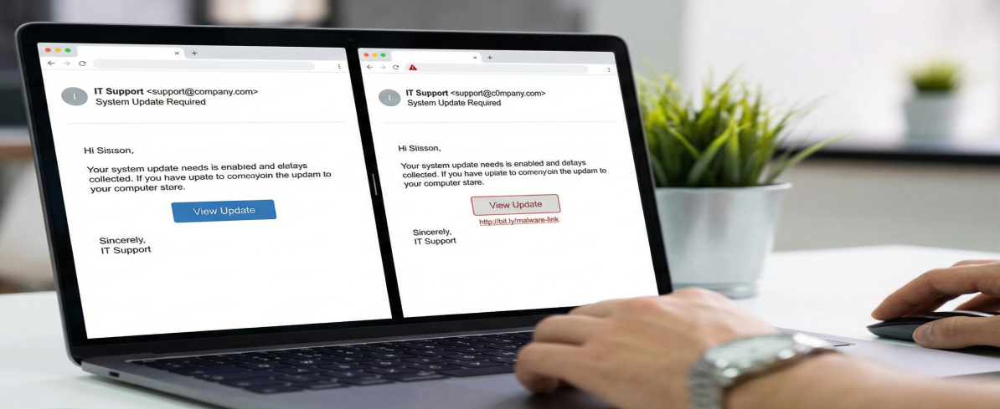 IT Support <support@company.com>
System Update Required
Hi Sisison,
Your system update needs is enabred and eletays
collected. If you have upate to comenyoin the updam to
your computer stare.
View Update
Sincerely,
IT Support
IT Support <support@c0mpany.com>
System Update Required
Hi Slisson,
Your system update needs is enabled and detays
collected. If you have upiate to comenyoin the updam to
your computer stare.
View Update
http://bit.ly/malware-link
Sincerely,
IT Support